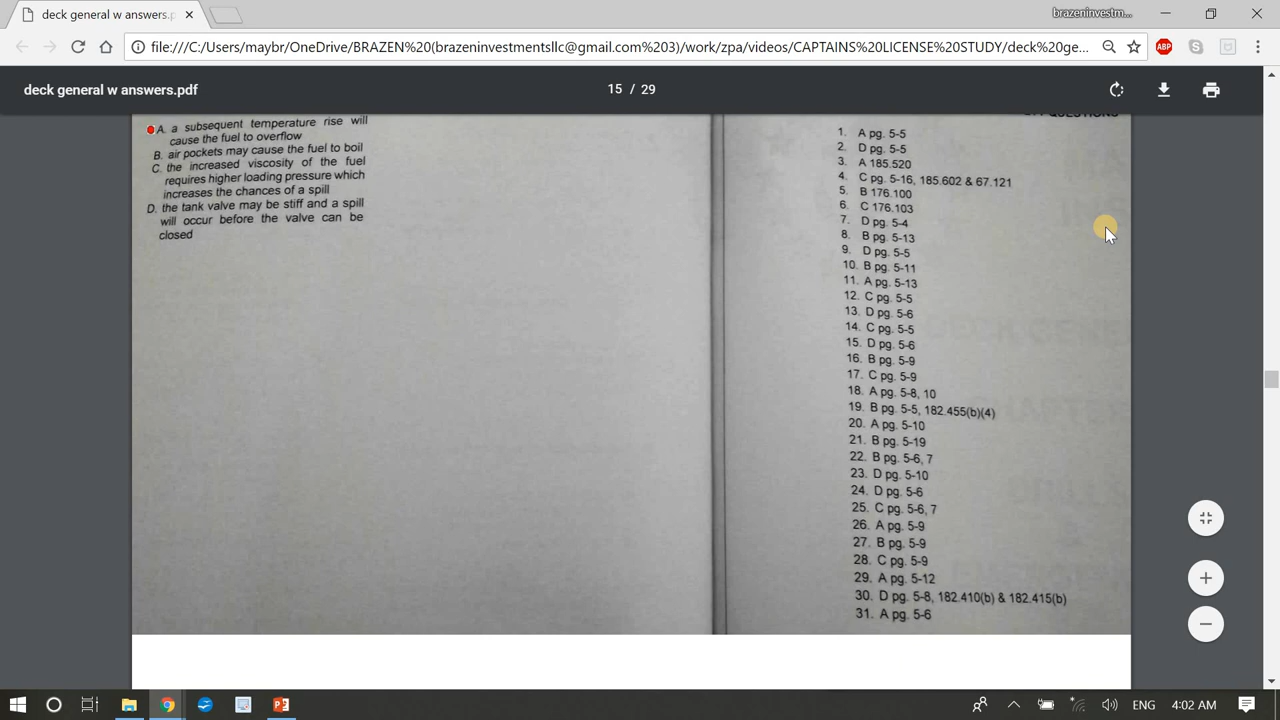 deck general w answers.p
brazeninvestm...
file:///C:/Users/maybr/OneDrive/BRAZEN%20(brazeninvestmentsllc@gmail.com%203)/work/zpa/videos/CAPTAINS%20LICENSE%20STUDY/deck%20ge...
ABP
deck general w answers.pdf
15 / 29
A. a subsequent temperature rise will
cause the fuel to overflow
B. air pockets may cause the fuel to boil
C. the increased viscosity of the fuel
requires higher loading pressure which
increases the chances of a spill
D. the tank valve may be stiff and a spill
will occur before the valve can be
closed
QUESTIONS
1. A pg. 5-5
2. D pg. 5-5
3. A 185.520
4. C pg. 5-16, 185.602 & 67.121
5. B 176.100
6. C 176.103
7. D pg. 5-4
8. B pg. 5-13
9. D pg. 5-5
10. B pg. 5-11
11. A pg. 5-13
12. C pg. 5-5
13. D pg. 5-6
14. C pg. 5-5
15. D pg. 5-6
16. B pg. 5-9
17. C pg. 5-9
18. A pg. 5-8, 10
19. B pg. 5-5, 182.455(b)(4)
20. A pg. 5-10
21. B pg. 5-19
22. B pg. 5-6, 7
23. D pg. 5-10
24. D pg. 5-6
25. C pg. 5-6, 7
26. A pg. 5-9
27. B pg. 5-9
28. C pg. 5-9
29. A pg. 5-12
30. D pg. 5-8, 182.410(b) & 182.415(b)
31. A pg. 5-6
ENG
4:02 AM